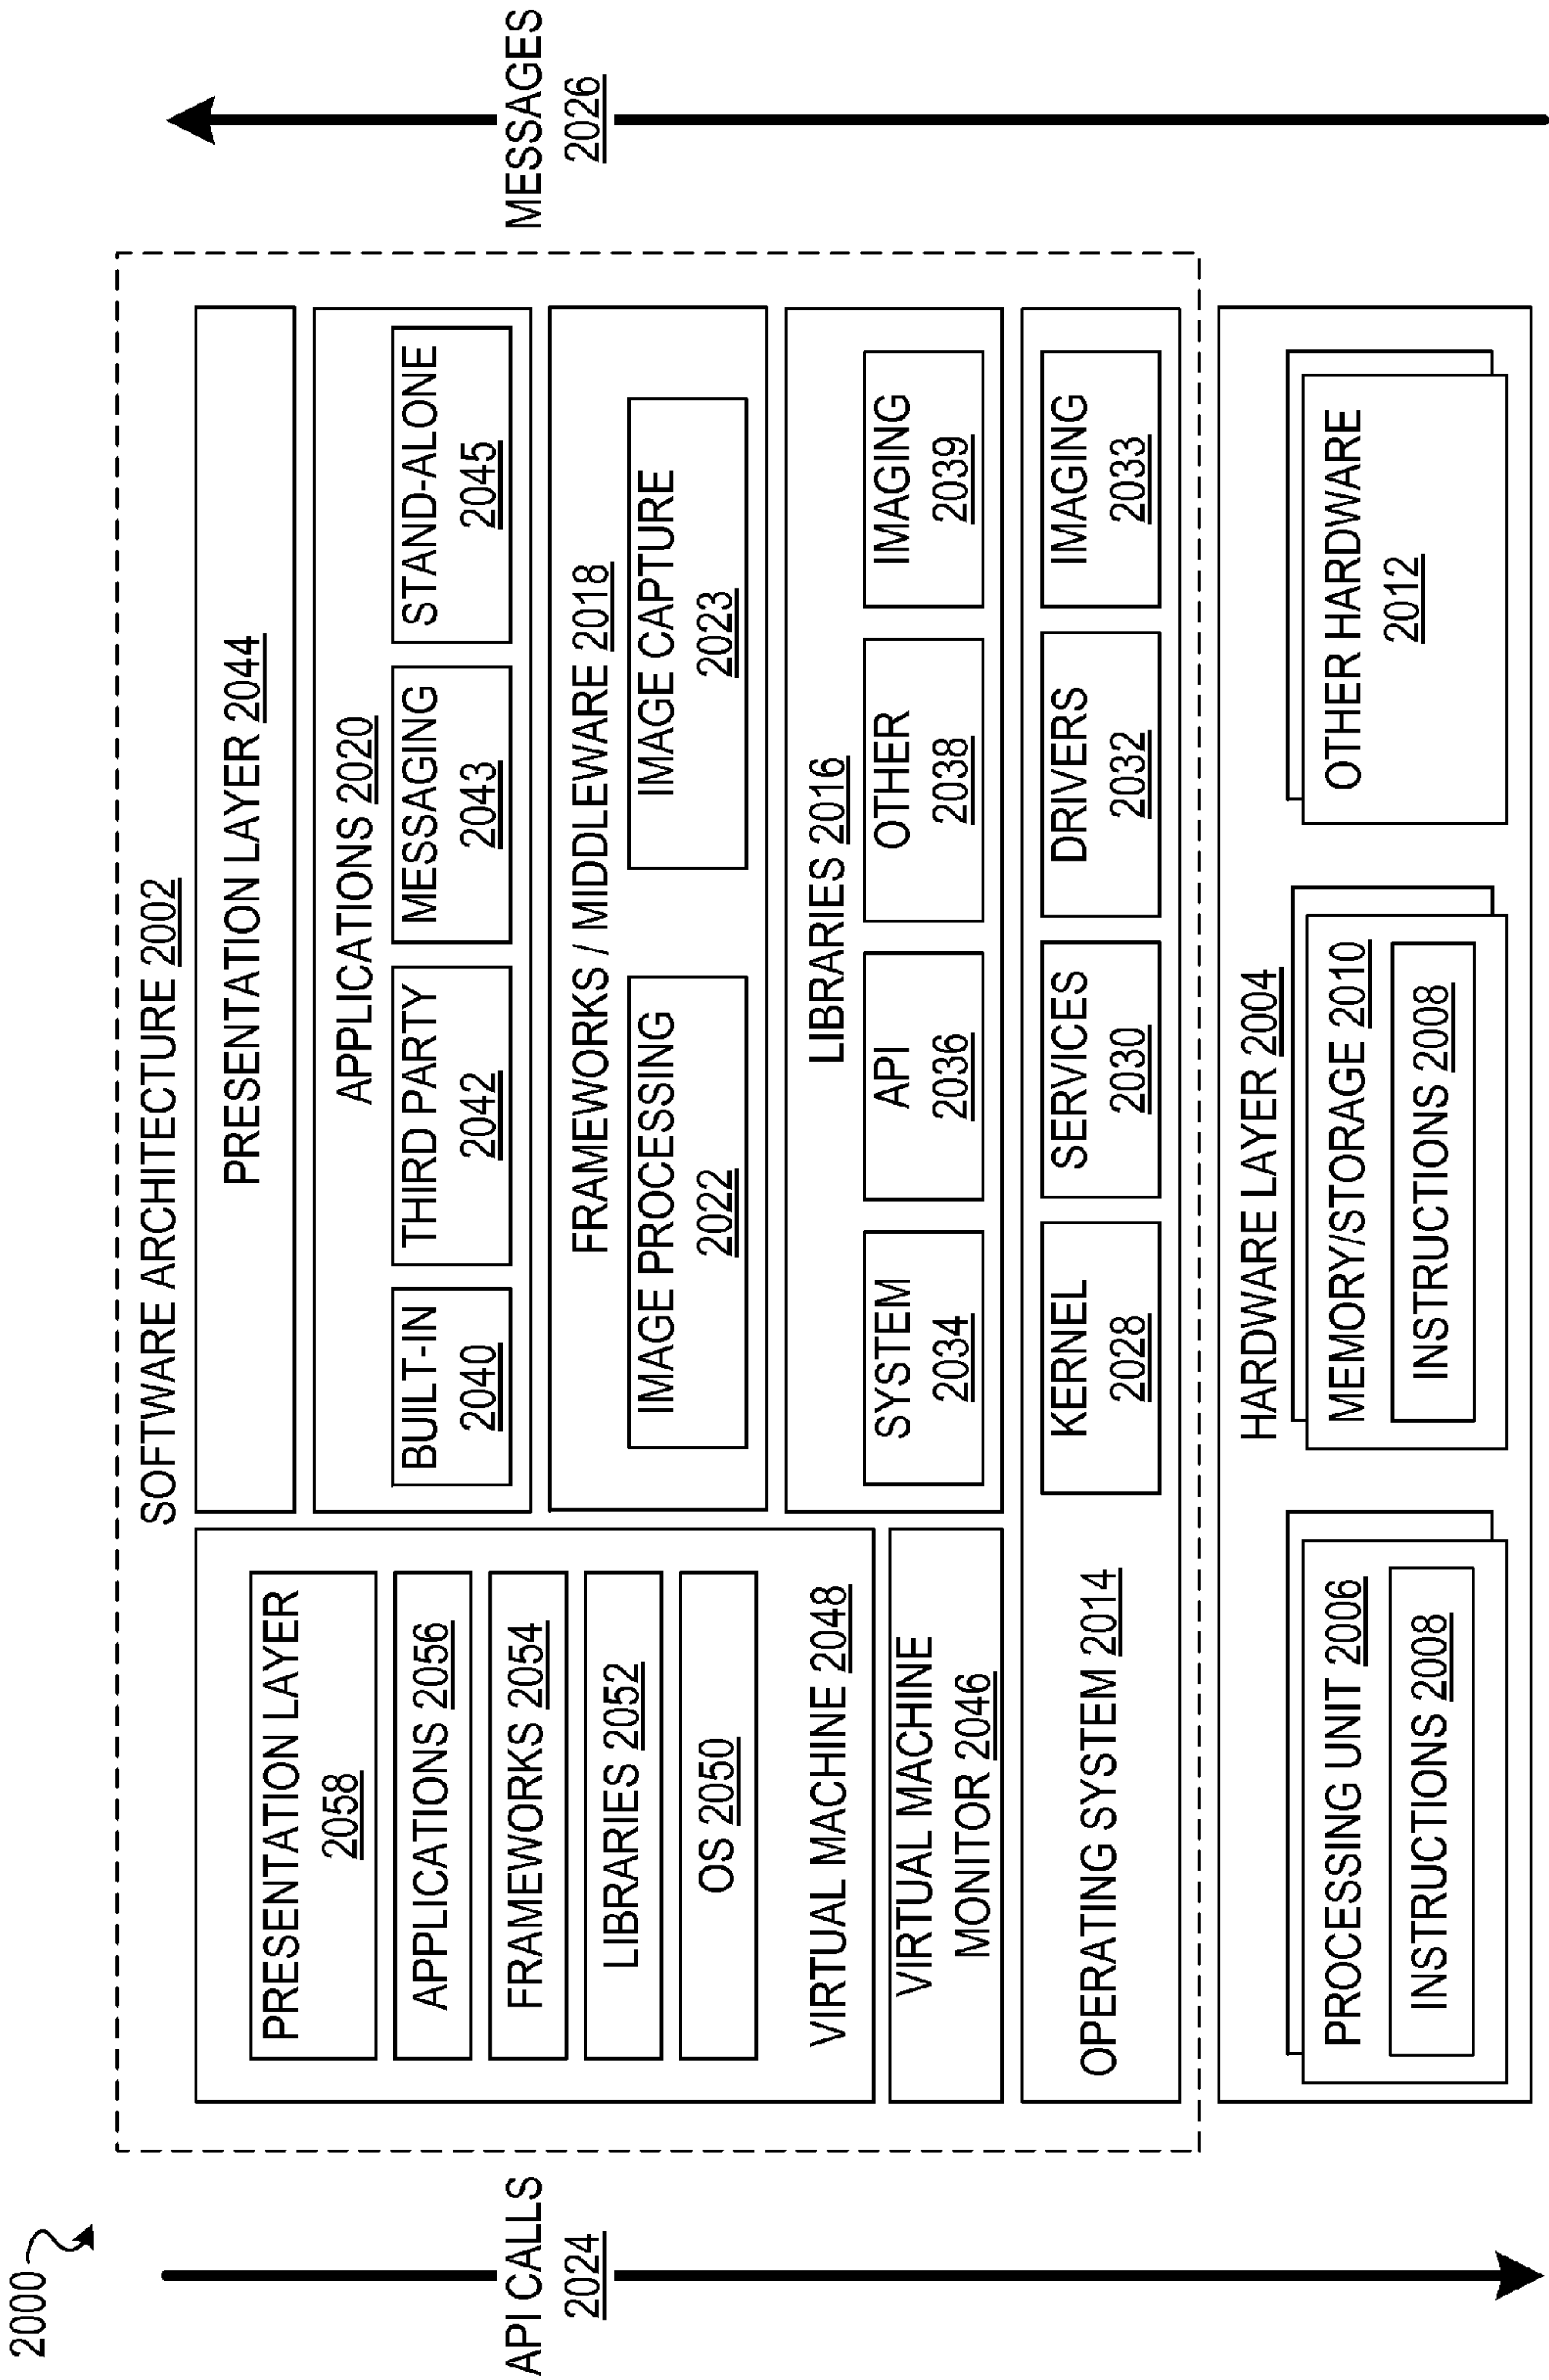 2000
API CALLS
2024
SOFTWARE ARCHITECTURE 2002
PRESENTATION LAYER
2058
APPLICATIONS 2056
FRAMEWORKS 2054
LIBRARIES 2052
OS 2050
VIRTUAL MACHINE 2048
VIRTUAL MACHINE
MONITOR 2046
PRESENTATION LAYER 2044
APPLICATIONS 2020
BUILT-IN
2040
THIRD PARTY
2042
MESSAGING
2043
STAND-ALONE
2045
FRAMEWORKS / MIDDLEWARE 2018
IMAGE PROCESSING
2022
IMAGE CAPTURE
2023
LIBRARIES 2016
SYSTEM
2034
API
2036
OTHER
2038
IMAGING
2039
OPERATING SYSTEM 2014
KERNEL
2028
SERVICES
2030
DRIVERS
2032
IMAGING
2033
HARDWARE LAYER 2004
PROCESSING UNIT 2006
INSTRUCTIONS 2008
MEMORY/STORAGE 2010
INSTRUCTIONS 2008
OTHER HARDWARE
2012
MESSAGES
2026